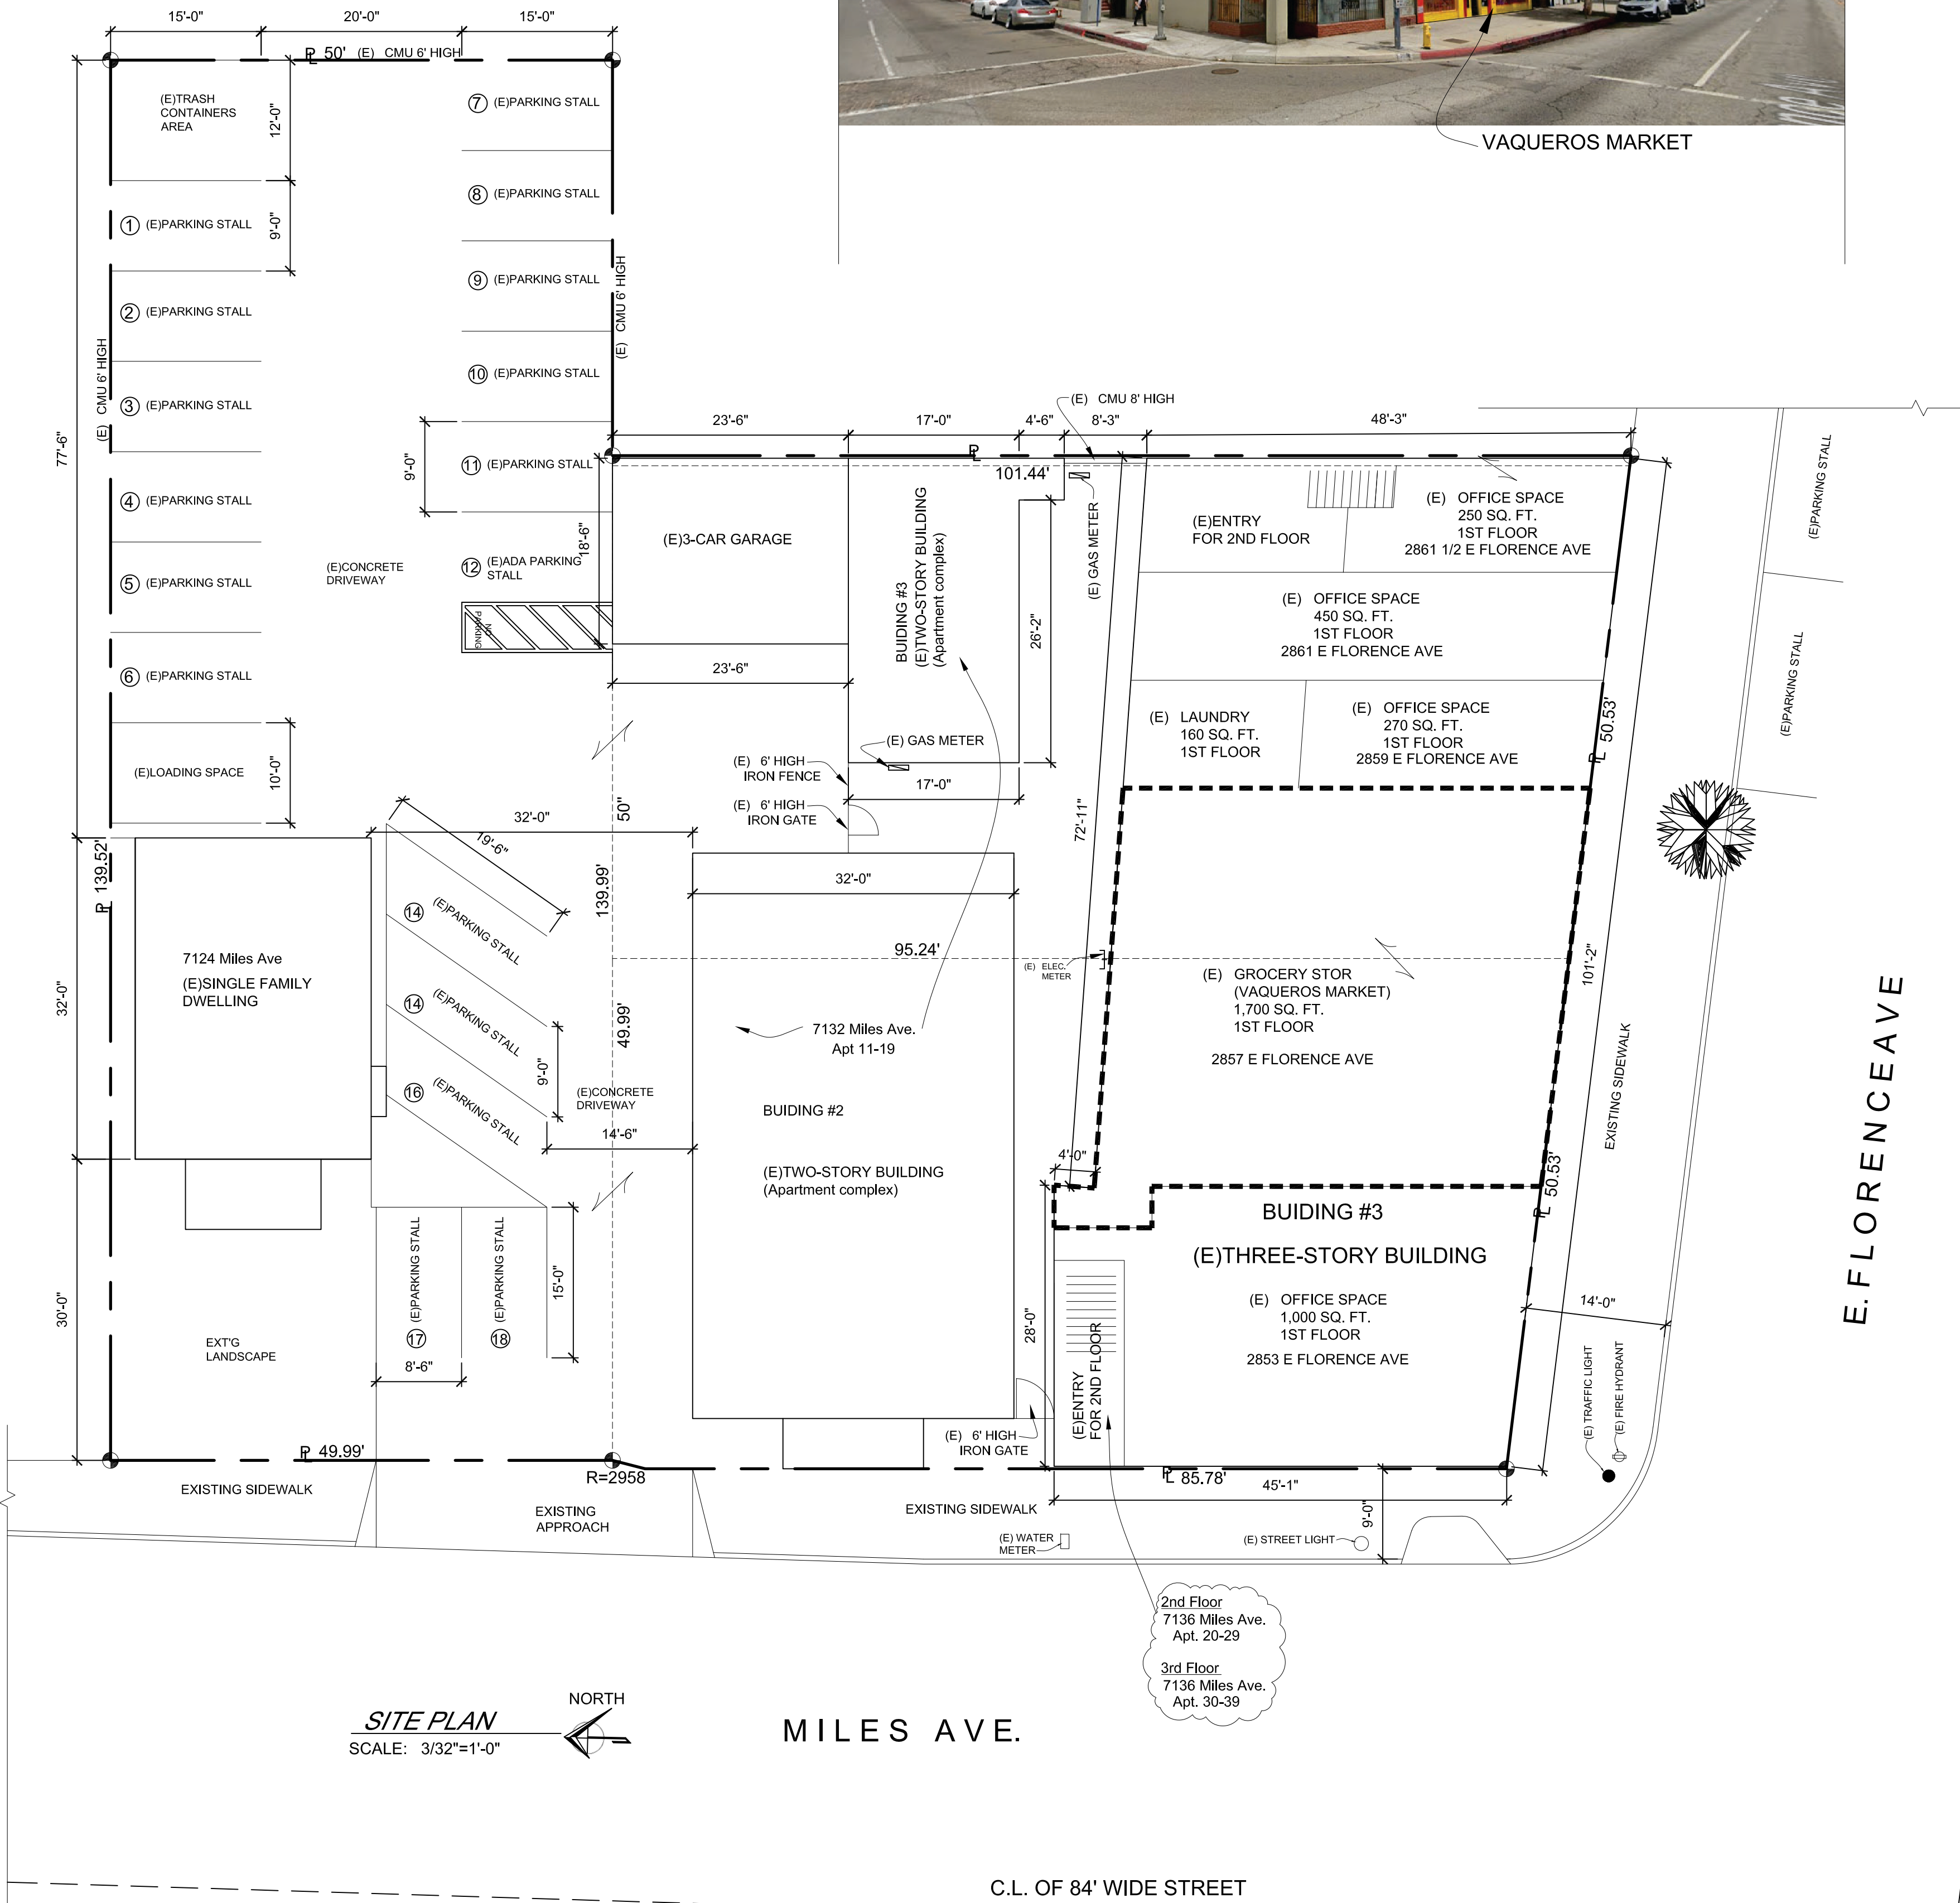 15'-0"
20'-0"
15'-0"
PL 50' (E) CMU 6' HIGH
VAQUEROS MARKET
(E)TRASH
CONTAINERS
AREA
12'-0"
9'-0"
77'-6"
(E) CMU 6' HIGH
1 (E)PARKING STALL
2 (E)PARKING STALL
3 (E)PARKING STALL
4 (E)PARKING STALL
5 (E)PARKING STALL
6 (E)PARKING STALL
(E)LOADING SPACE
10'-0"
7 (E)PARKING STALL
8 (E)PARKING STALL
9 (E)PARKING STALL
10 (E)PARKING STALL
11 (E)PARKING STALL
12 (E)ADA PARKING
STALL
NO
PARKING
9'-0"
(E) CMU 6' HIGH
(E)CONCRETE
DRIVEWAY
23'-6"
17'-0"
4'-6"
8'-3"
48'-3"
(E) CMU 8' HIGH
PL
101.44'
18'-6"
(E)3-CAR GARAGE
23'-6"
BUIDING #3
(E)TWO-STORY BUILDING
(Apartment complex)
26'-2"
(E) GAS METER
(E) GAS METER
17'-0"
(E) 6' HIGH
IRON FENCE
(E) 6' HIGH
IRON GATE
(E)ENTRY
FOR 2ND FLOOR
(E) OFFICE SPACE
250 SQ. FT.
1ST FLOOR
2861 1/2 E FLORENCE AVE
(E) OFFICE SPACE
450 SQ. FT.
1ST FLOOR
2861 E FLORENCE AVE
(E) LAUNDRY
160 SQ. FT.
1ST FLOOR
(E) OFFICE SPACE
270 SQ. FT.
1ST FLOOR
2859 E FLORENCE AVE
PL 50.53'
(E)PARKING STALL
(E)PARKING STALL
72'-11"
101'-2"
PL 139.52'
32'-0"
7124 Miles Ave
(E)SINGLE FAMILY
DWELLING
32'-0"
19'-6"
14 (E)PARKING STALL
14 (E)PARKING STALL
16 (E)PARKING STALL
9'-0"
50"
139.99'
49.99'
(E)CONCRETE
DRIVEWAY
14'-6"
32'-0"
95.24'
7132 Miles Ave.
Apt 11-19
BUIDING #2
(E)TWO-STORY BUILDING
(Apartment complex)
(E) ELEC.
METER
(E) GROCERY STOR
(VAQUEROS MARKET)
1,700 SQ. FT.
1ST FLOOR
2857 E FLORENCE AVE
EXISTING SIDEWALK
E. FLORENCE AVE
4'-0"
PL 50.53'
BUIDING #3
(E)THREE-STORY BUILDING
(E) OFFICE SPACE
1,000 SQ. FT.
1ST FLOOR
2853 E FLORENCE AVE
28'-0"
(E)ENTRY
FOR 2ND FLOOR
14'-0"
(E) TRAFFIC LIGHT
(E) FIRE HYDRANT
30'-0"
EXT'G
LANDSCAPE
17 (E)PARKING STALL
18 (E)PARKING STALL
15'-0"
8'-6"
(E) 6' HIGH
IRON GATE
PL 49.99'
R=2958
PL 85.78'
45'-1"
EXISTING SIDEWALK
EXISTING
APPROACH
EXISTING SIDEWALK
(E) WATER
METER
(E) STREET LIGHT
9'-0"
2nd Floor
7136 Miles Ave.
Apt. 20-29
3rd Floor
7136 Miles Ave.
Apt. 30-39
SITE PLAN
SCALE: 3/32"=1'-0"
NORTH
MILES AVE.
C.L. OF 84' WIDE STREET